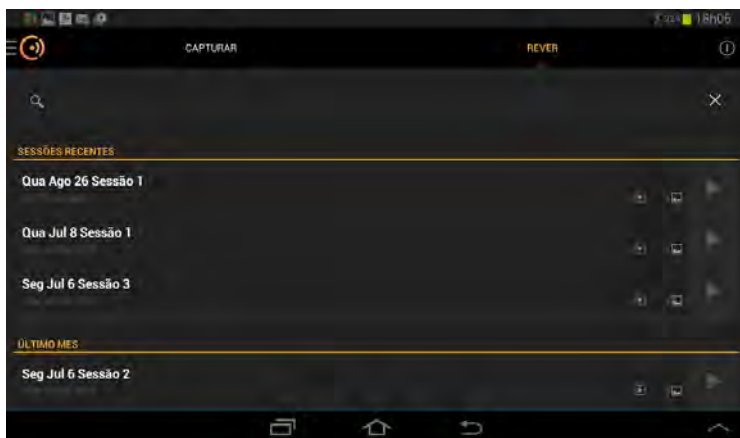 18h06
CAPTURAR REVER
SESSÕES RECENTES
Qua Ago 26 Sessão 1
Qua Jul 8 Sessão 1
Seg Jul 6 Sessão 3
ÚLTIMO MES
Seg Jul 6 Sessão 2